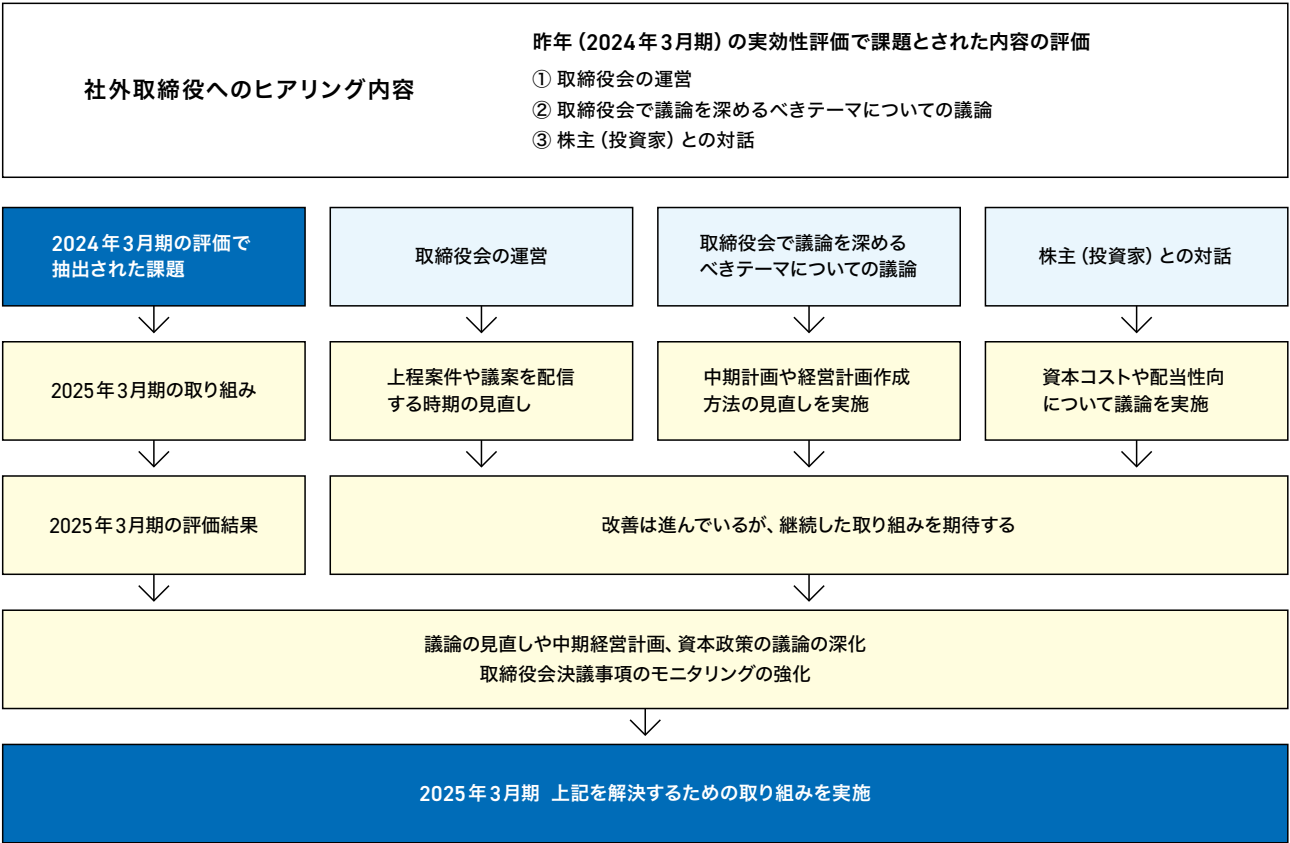 社外取締役へのヒアリング内容
昨年（2024年3月期）の実効性評価で課題とされた内容の評価
① 取締役会の運営
② 取締役会で議論を深めるべきテーマについての議論
③ 株主（投資家）との対話
2024年3月期の評価で
抽出された課題
取締役会の運営
取締役会で議論を深める
べきテーマについての議論
株主（投資家）との対話
2025年3月期の取り組み
上程案件や議案を配信
する時期の見直し
中期計画や経営計画作成
方法の見直しを実施
資本コストや配当性向
について議論を実施
2025年3月期の評価結果
改善は進んでいるが、継続した取り組みを期待する
議論の見直しや中期経営計画、資本政策の議論の深化
取締役会決議事項のモニタリングの強化
2025年3月期 上記を解決するための取り組みを実施